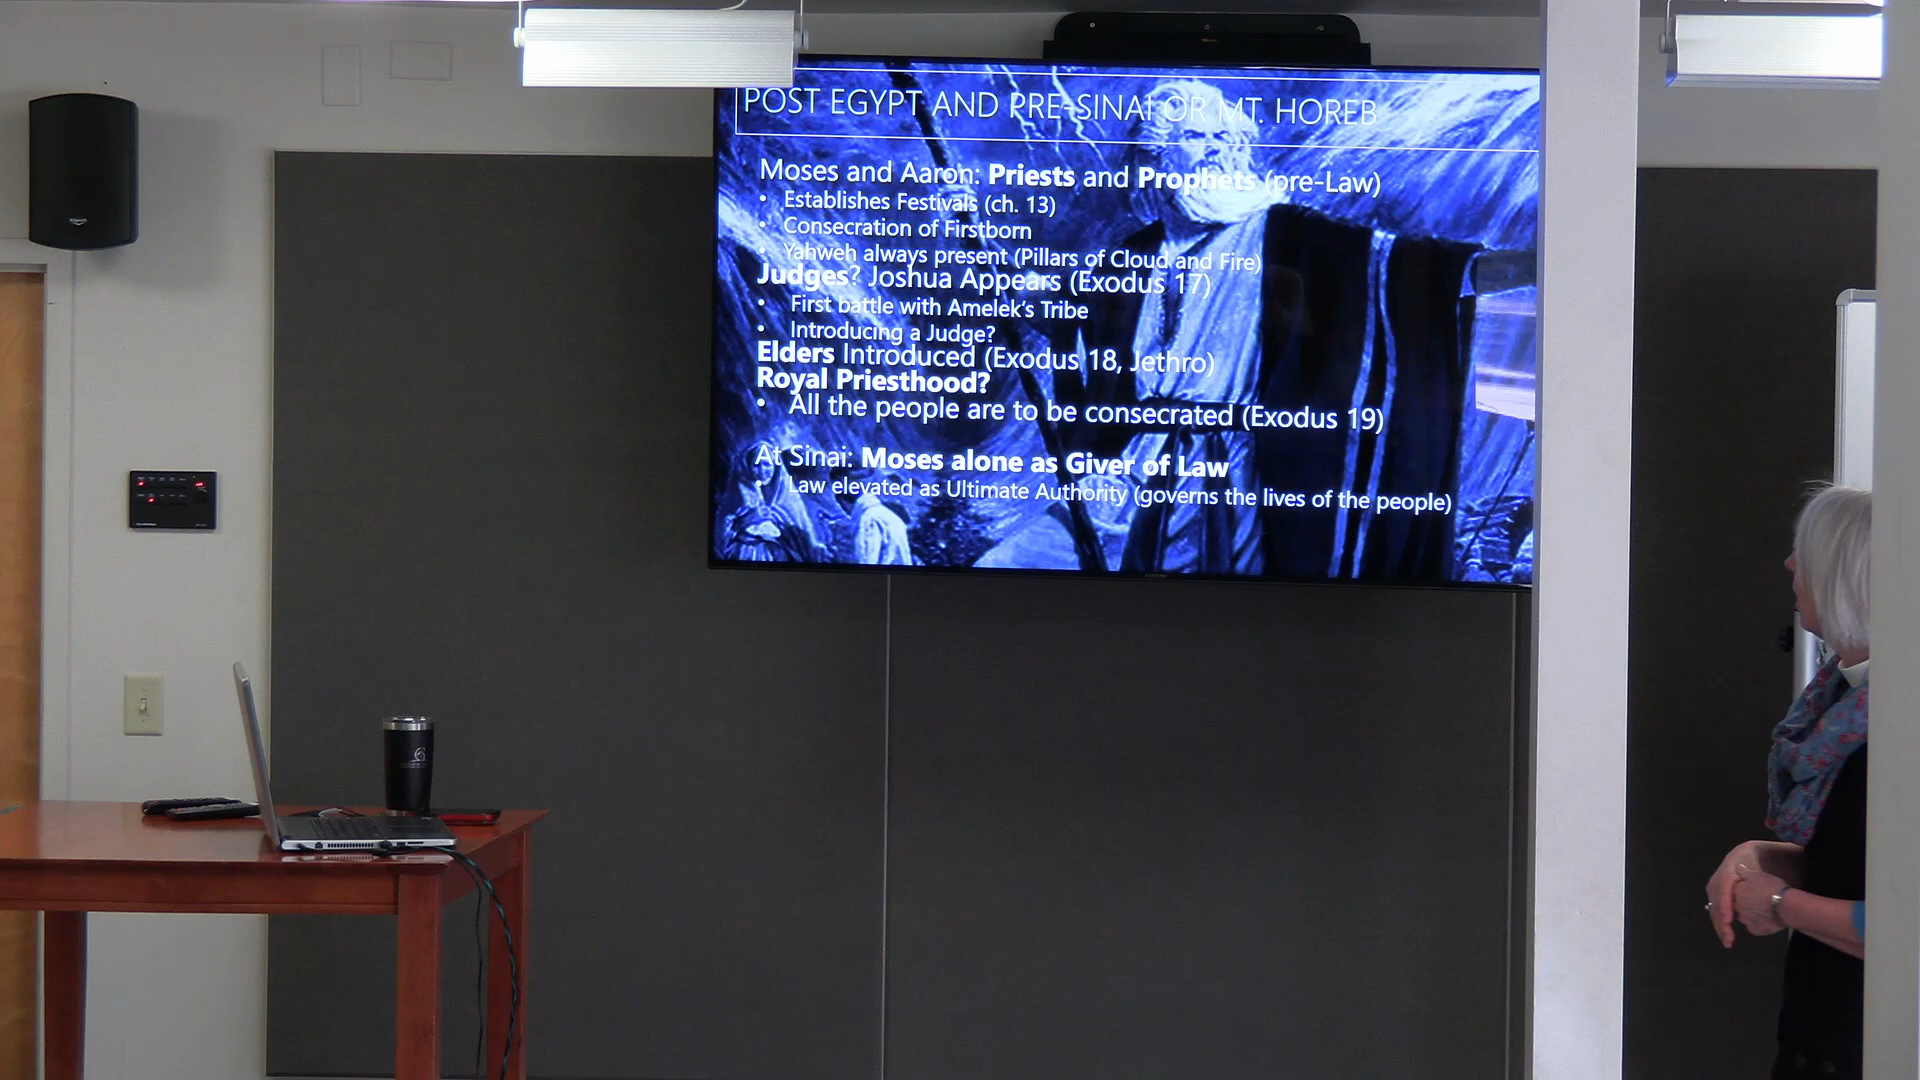 POST EGYPT AND PRE-SINAI OR MT. HOREB
Moses and Aaron: Priests and Prophets (pre-Law)
• Establishes Festivals (ch. 13)
• Consecration of Firstborn
• Yahweh always present (Pillars of Cloud and Fire)
Judges? Joshua Appears (Exodus 17)
• First battle with Amelek's Tribe
• Introducing a Judge?
Elders Introduced (Exodus 18, Jethro)
Royal Priesthood?
• All the people are to be consecrated (Exodus 19)
At Sinai: Moses alone as Giver of Law
• Law elevated as Ultimate Authority (governs the lives of the people)